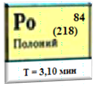 Po 84
(218)
Полоний
T = 3,10 мин